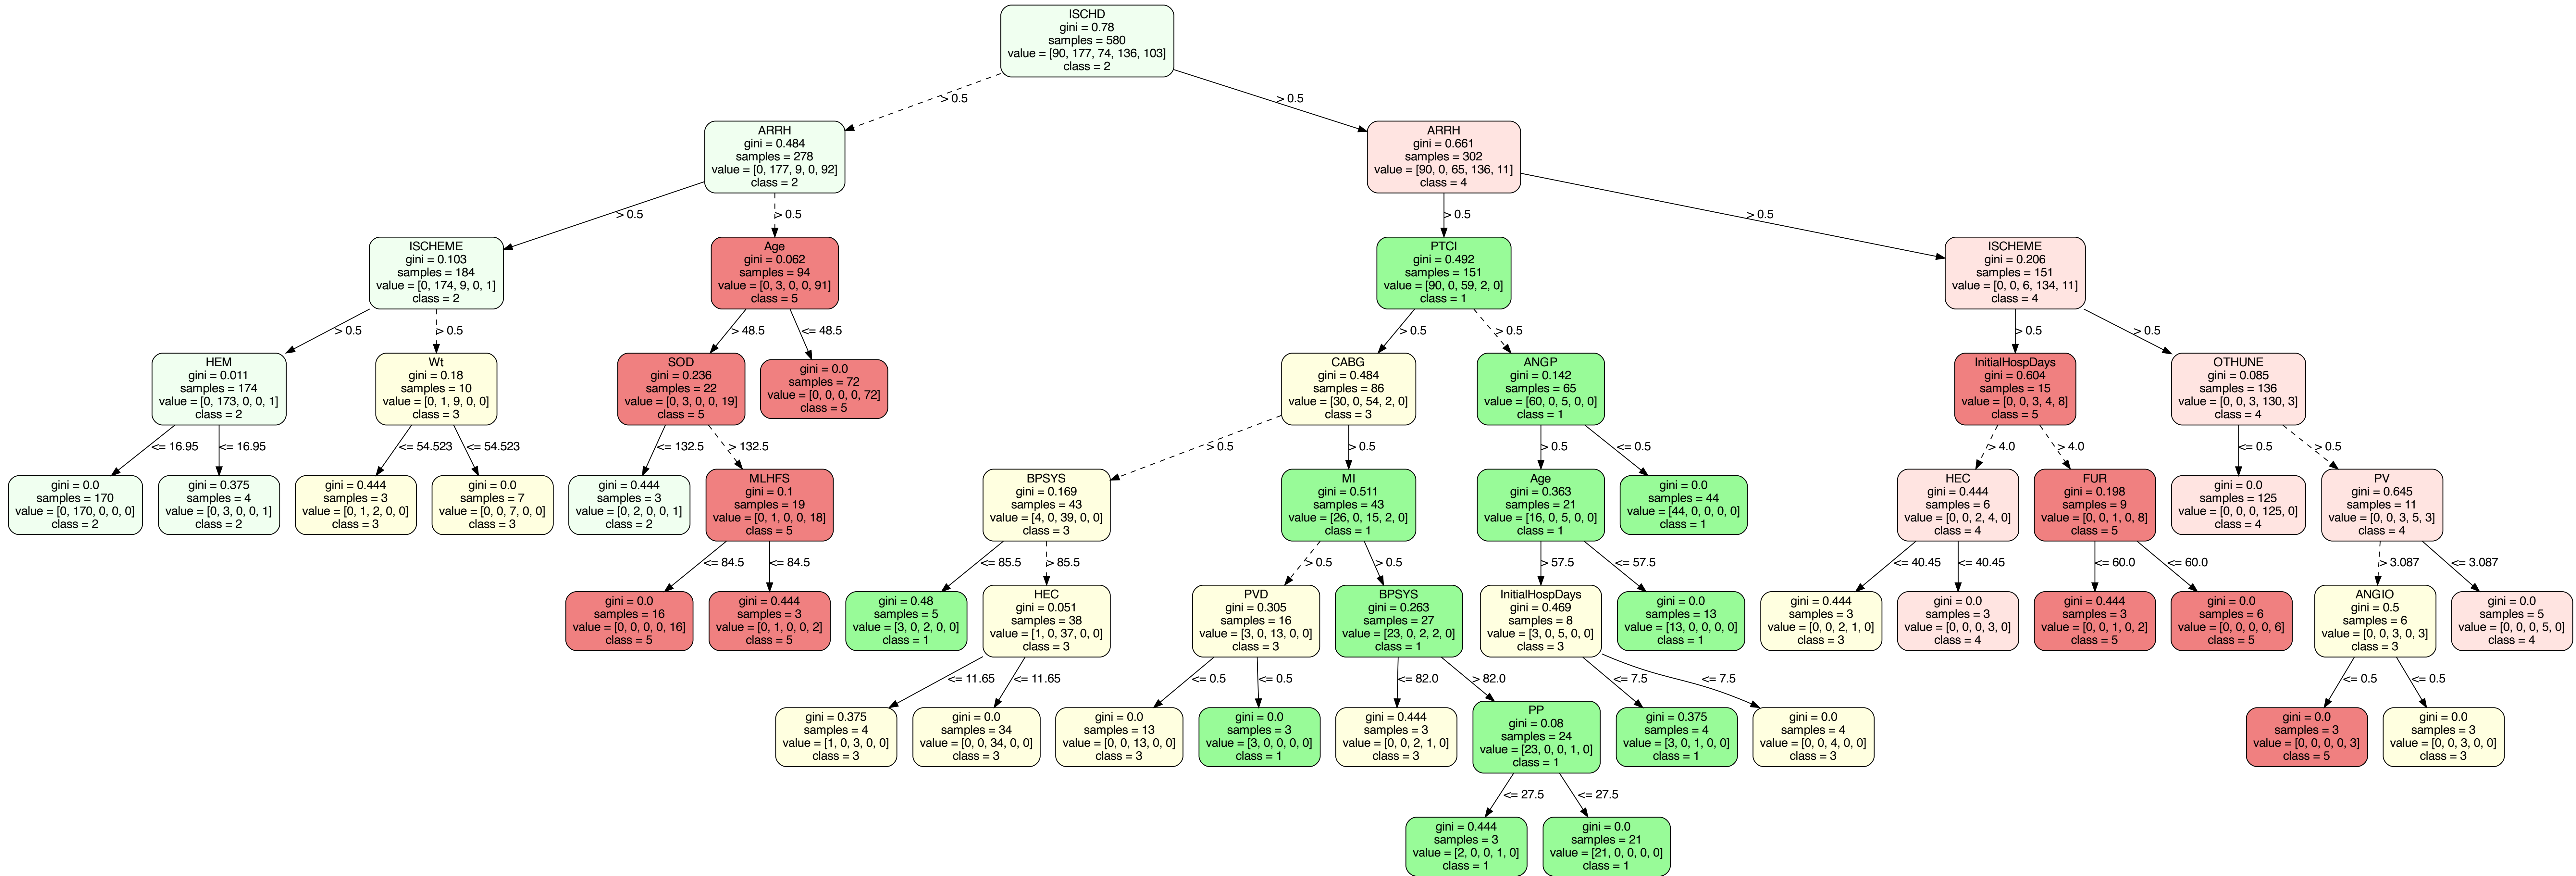 ISCHD
gini = 0.78
samples = 580
value = [90, 177, 74, 136, 103]
class = 2
> 0.5
> 0.5
ARRH
gini = 0.484
samples = 278
value = [0, 177, 9, 0, 92]
class = 2
ARRH
gini = 0.661
samples = 302
value = [90, 0, 65, 136, 11]
class = 4
> 0.5
> 0.5
> 0.5
> 0.5
ISCHEME
gini = 0.103
samples = 184
value = [0, 174, 9, 0, 1]
class = 2
Age
gini = 0.062
samples = 94
value = [0, 3, 0, 0, 91]
class = 5
PTCI
gini = 0.492
samples = 151
value = [90, 0, 59, 2, 0]
class = 1
ISCHEME
gini = 0.206
samples = 151
value = [0, 0, 6, 134, 11]
class = 4
> 0.5
> 0.5
> 48.5
<= 48.5
> 0.5
> 0.5
> 0.5
> 0.5
HEM
gini = 0.011
samples = 174
value = [0, 173, 0, 0, 1]
class = 2
Wt
gini = 0.18
samples = 10
value = [0, 1, 9, 0, 0]
class = 3
SOD
gini = 0.236
samples = 22
value = [0, 3, 0, 0, 19]
class = 5
gini = 0.0
samples = 72
value = [0, 0, 0, 0, 72]
class = 5
CABG
gini = 0.484
samples = 86
value = [30, 0, 54, 2, 0]
class = 3
ANGP
gini = 0.142
samples = 65
value = [60, 0, 5, 0, 0]
class = 1
InitialHospDays
gini = 0.604
samples = 15
value = [0, 0, 3, 4, 8]
class = 5
OTHUNE
gini = 0.085
samples = 136
value = [0, 0, 3, 130, 3]
class = 4
<= 16.95
<= 16.95
<= 54.523
<= 54.523
<= 132.5
> 132.5
> 0.5
> 0.5
> 0.5
<= 0.5
> 4.0
> 4.0
<= 0.5
> 0.5
gini = 0.0
samples = 170
value = [0, 170, 0, 0, 0]
class = 2
gini = 0.375
samples = 4
value = [0, 3, 0, 0, 1]
class = 2
gini = 0.444
samples = 3
value = [0, 1, 2, 0, 0]
class = 3
gini = 0.0
samples = 7
value = [0, 0, 7, 0, 0]
class = 3
gini = 0.444
samples = 3
value = [0, 2, 0, 0, 1]
class = 2
MLHFS
gini = 0.1
samples = 19
value = [0, 1, 0, 0, 18]
class = 5
BPSYS
gini = 0.169
samples = 43
value = [4, 0, 39, 0, 0]
class = 3
MI
gini = 0.511
samples = 43
value = [26, 0, 15, 2, 0]
class = 1
Age
gini = 0.363
samples = 21
value = [16, 0, 5, 0, 0]
class = 1
gini = 0.0
samples = 44
value = [44, 0, 0, 0, 0]
class = 1
HEC
gini = 0.444
samples = 6
value = [0, 0, 2, 4, 0]
class = 4
FUR
gini = 0.198
samples = 9
value = [0, 0, 1, 0, 8]
class = 5
gini = 0.0
samples = 125
value = [0, 0, 0, 125, 0]
class = 4
PV
gini = 0.645
samples = 11
value = [0, 0, 3, 5, 3]
class = 4
<= 84.5
<= 84.5
<= 85.5
> 85.5
> 0.5
> 0.5
> 57.5
<= 57.5
<= 40.45
<= 40.45
<= 60.0
<= 60.0
> 3.087
<= 3.087
gini = 0.0
samples = 16
value = [0, 0, 0, 0, 16]
class = 5
gini = 0.444
samples = 3
value = [0, 1, 0, 0, 2]
class = 5
gini = 0.48
samples = 5
value = [3, 0, 2, 0, 0]
class = 1
HEC
gini = 0.051
samples = 38
value = [1, 0, 37, 0, 0]
class = 3
PVD
gini = 0.305
samples = 16
value = [3, 0, 13, 0, 0]
class = 3
BPSYS
gini = 0.263
samples = 27
value = [23, 0, 2, 2, 0]
class = 1
InitialHospDays
gini = 0.469
samples = 8
value = [3, 0, 5, 0, 0]
class = 3
gini = 0.0
samples = 13
value = [13, 0, 0, 0, 0]
class = 1
gini = 0.444
samples = 3
value = [0, 0, 2, 1, 0]
class = 3
gini = 0.0
samples = 3
value = [0, 0, 0, 3, 0]
class = 4
gini = 0.444
samples = 3
value = [0, 0, 1, 0, 2]
class = 5
gini = 0.0
samples = 6
value = [0, 0, 0, 0, 6]
class = 5
ANGIO
gini = 0.5
samples = 6
value = [0, 0, 3, 0, 3]
class = 3
gini = 0.0
samples = 5
value = [0, 0, 0, 5, 0]
class = 4
<= 11.65
<= 11.65
<= 0.5
<= 0.5
<= 82.0
> 82.0
<= 7.5
<= 7.5
<= 0.5
<= 0.5
gini = 0.375
samples = 4
value = [1, 0, 3, 0, 0]
class = 3
gini = 0.0
samples = 34
value = [0, 0, 34, 0, 0]
class = 3
gini = 0.0
samples = 13
value = [0, 0, 13, 0, 0]
class = 3
gini = 0.0
samples = 3
value = [3, 0, 0, 0, 0]
class = 1
gini = 0.444
samples = 3
value = [0, 0, 2, 1, 0]
class = 3
PP
gini = 0.08
samples = 24
value = [23, 0, 0, 1, 0]
class = 1
gini = 0.375
samples = 4
value = [3, 0, 1, 0, 0]
class = 1
gini = 0.0
samples = 4
value = [0, 0, 4, 0, 0]
class = 3
gini = 0.0
samples = 3
value = [0, 0, 0, 0, 3]
class = 5
gini = 0.0
samples = 3
value = [0, 0, 3, 0, 0]
class = 3
<= 27.5
<= 27.5
gini = 0.444
samples = 3
value = [2, 0, 0, 1, 0]
class = 1
gini = 0.0
samples = 21
value = [21, 0, 0, 0, 0]
class = 1